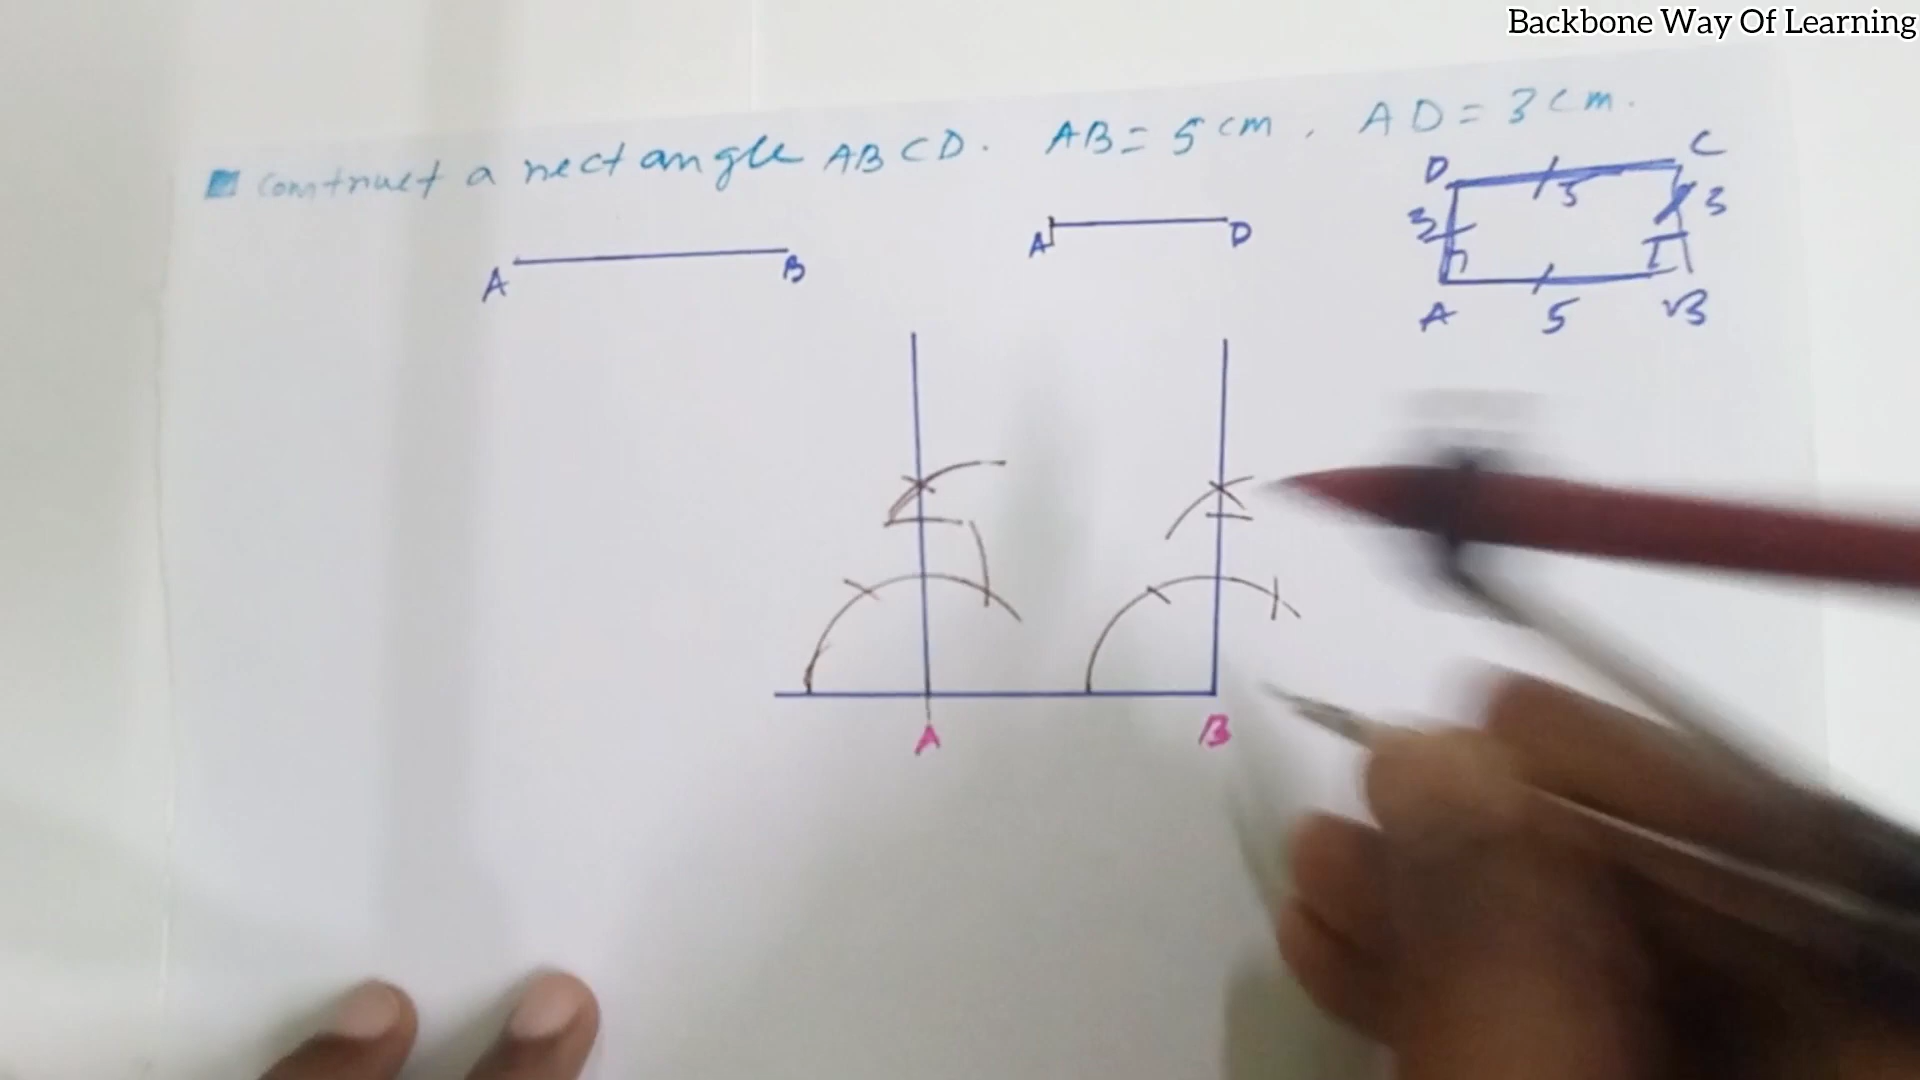 Backbone Way Of Learning
Construct a rectangle ABCD. AB = 5 cm, AD = 3 cm.
D C
5
3 3
A 5 B
A B
A D
A B